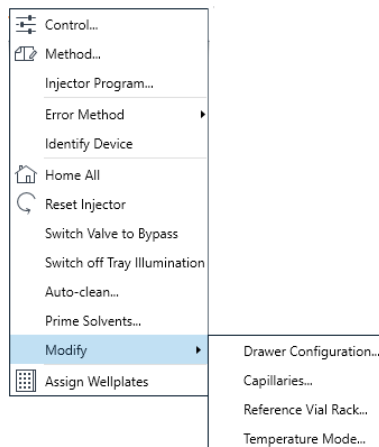 Control...
Method...
Injector Program...
Error Method
Identify Device
Home All
Reset Injector
Switch Valve to Bypass
Switch off Tray Illumination
Auto-clean...
Prime Solvents...
Modify
Drawer Configuration...
Assign Wellplates
Capillaries...
Reference Vial Rack...
Temperature Mode...